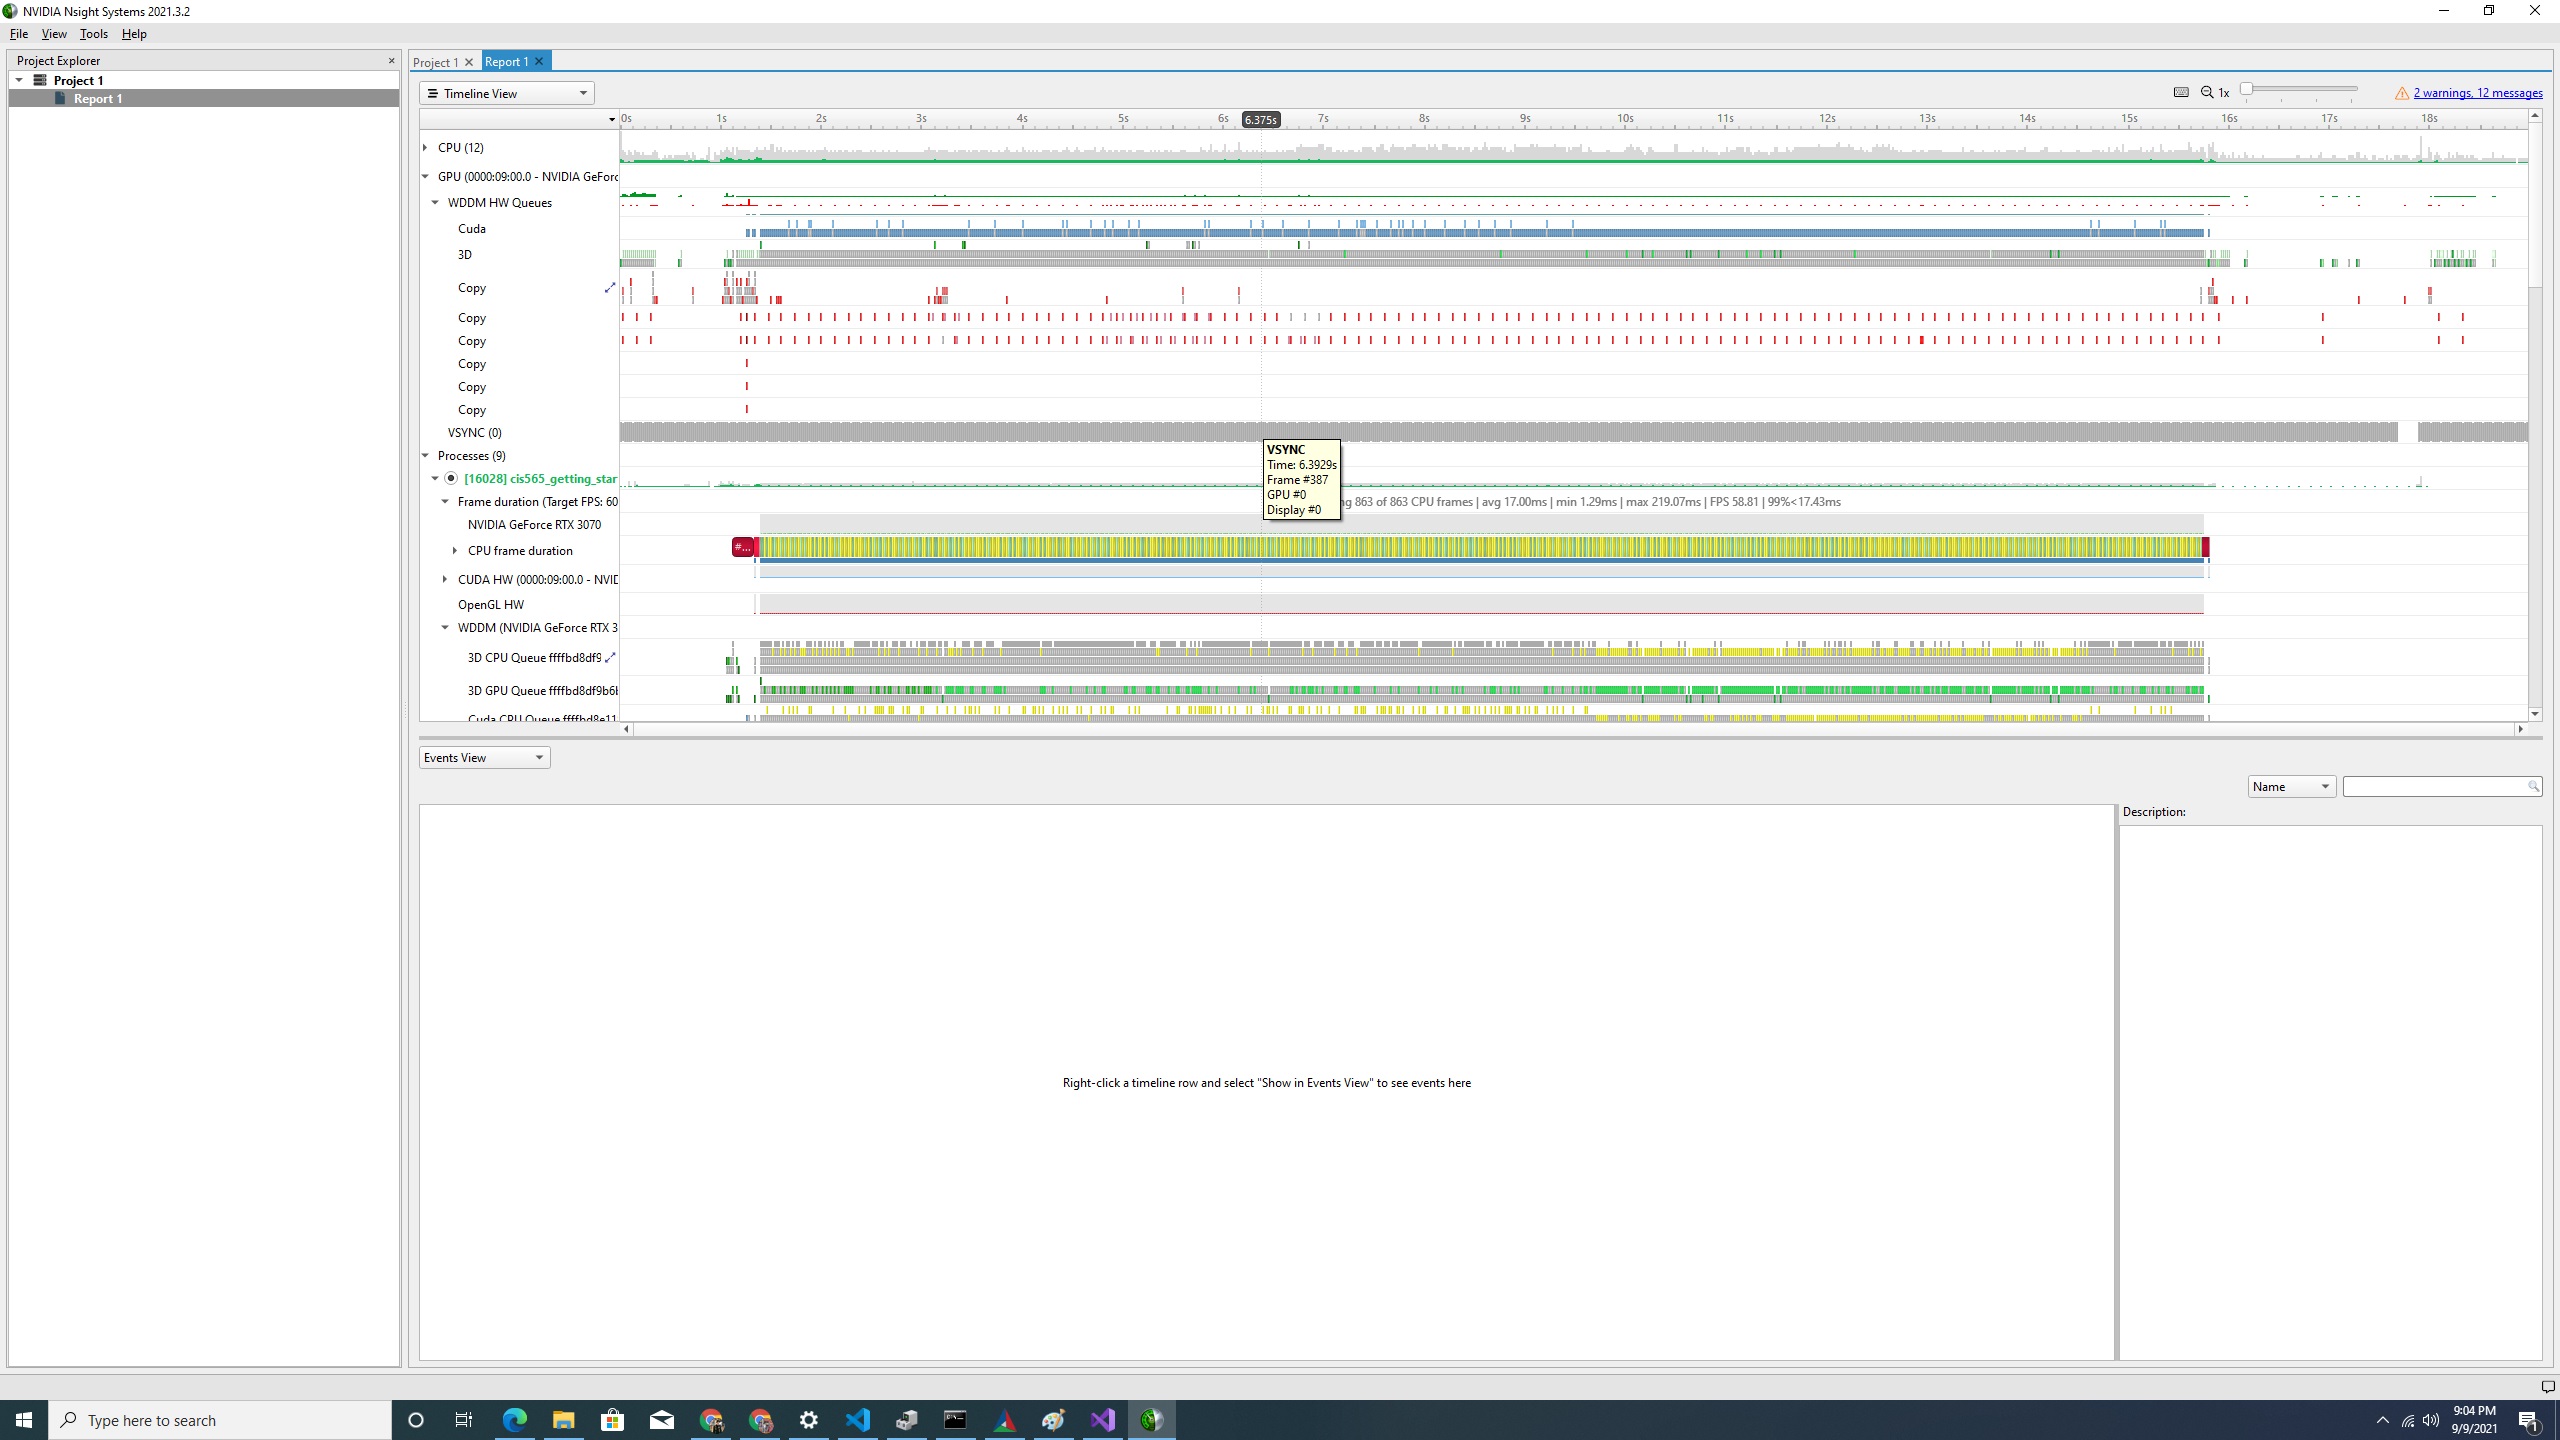 NVIDIA Nsight Systems 2021.3.2
File View Tools Help
Project Explorer
Project 1
Report 1
Project 1 Report 1
Timeline View
1x
2 warnings, 12 messages
0s 1s 2s 3s 4s 5s 6s 6.375s 7s 8s 9s 10s 11s 12s 13s 14s 15s 16s 17s 18s
CPU (12)
GPU (0000:09:00.0 - NVIDIA GeForc
WDDM HW Queues
Cuda
3D
Copy
Copy
Copy
Copy
Copy
Copy
VSYNC (0)
Processes (9)
[16028] cis565_getting_star
Frame duration (Target FPS: 60
NVIDIA GeForce RTX 3070
CPU frame duration
CUDA HW (0000:09:00.0 - NVIE
OpenGL HW
WDDM (NVIDIA GeForce RTX 3
3D CPU Queue ffffbd8df9
3D GPU Queue ffffbd8df9b6l
Cuda CPU Queue ffffbd8e11
VSYNC
Time: 6.3929s
Frame #387
GPU #0
Display #0
ng 863 of 863 CPU frames | avg 17.00ms | min 1.29ms | max 219.07ms | FPS 58.81 | 99%<17.43ms
#...
Events View
Name
Description:
Right-click a timeline row and select "Show in Events View" to see events here
Type here to search
9:04 PM
9/9/2021
1